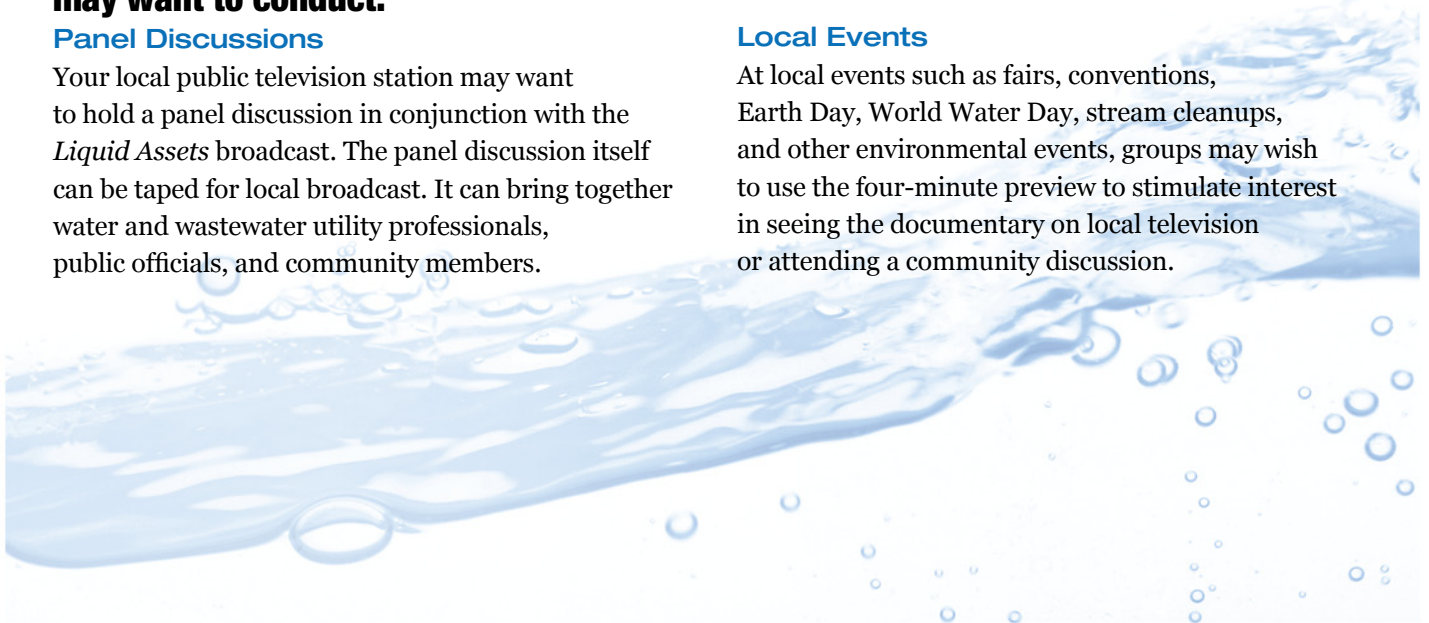 may want to conduct.
Panel Discussions
Your local public television station may want
to hold a panel discussion in conjunction with the
Liquid Assets broadcast. The panel discussion itself
can be taped for local broadcast. It can bring together
water and wastewater utility professionals,
public officials, and community members.
Local Events
At local events such as fairs, conventions,
Earth Day, World Water Day, stream cleanups,
and other environmental events, groups may wish
to use the four-minute preview to stimulate interest
in seeing the documentary on local television
or attending a community discussion.